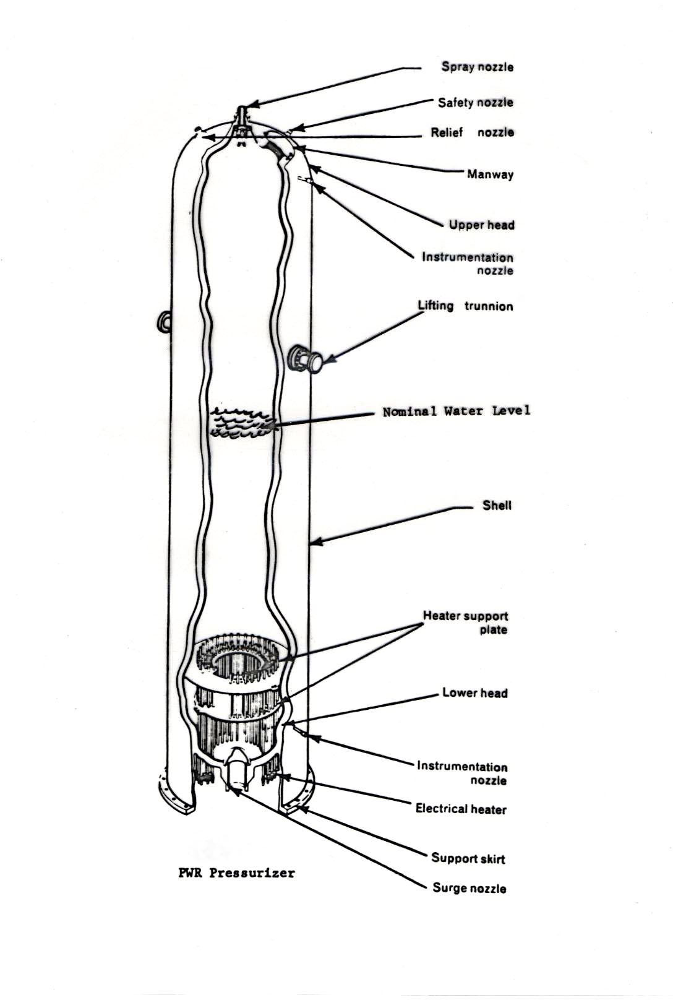 Spray nozzle
Safety nozzle
Relief nozzle
Manway
Upper head
Instrumentation
nozzle
Lifting trunnion
Nominal Water Level
Shell
Heater support
plate
Lower head
Instrumentation
nozzle
Electrical heater
Support skirt
PWR Pressurizer
Surge nozzle